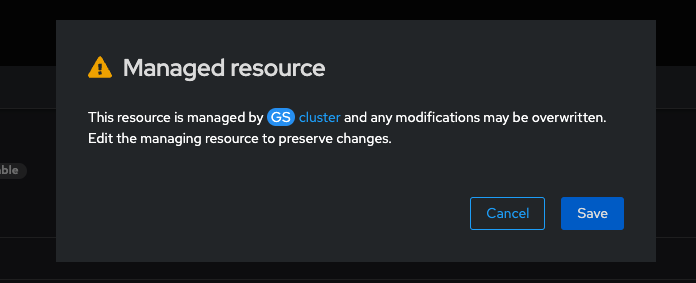 Managed resource
This resource is managed by GS cluster and any modifications may be overwritten.
Edit the managing resource to preserve changes.
able
Cancel Save